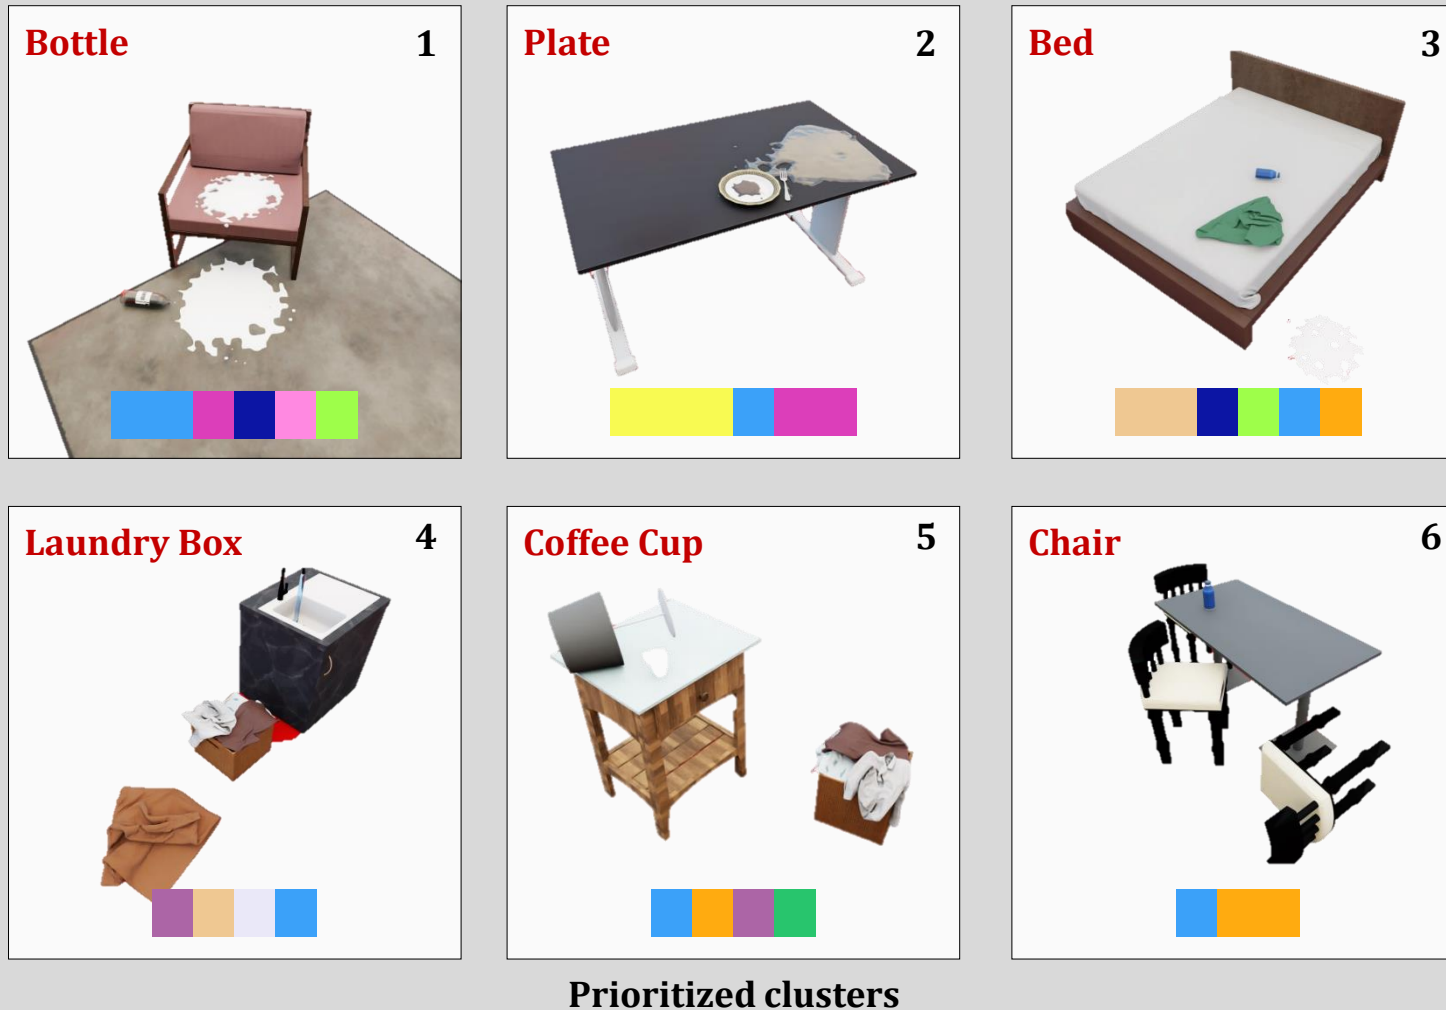 Bottle 1
Plate 2
Bed 3
Laundry Box 4
Coffee Cup 5
Chair 6
Prioritized clusters